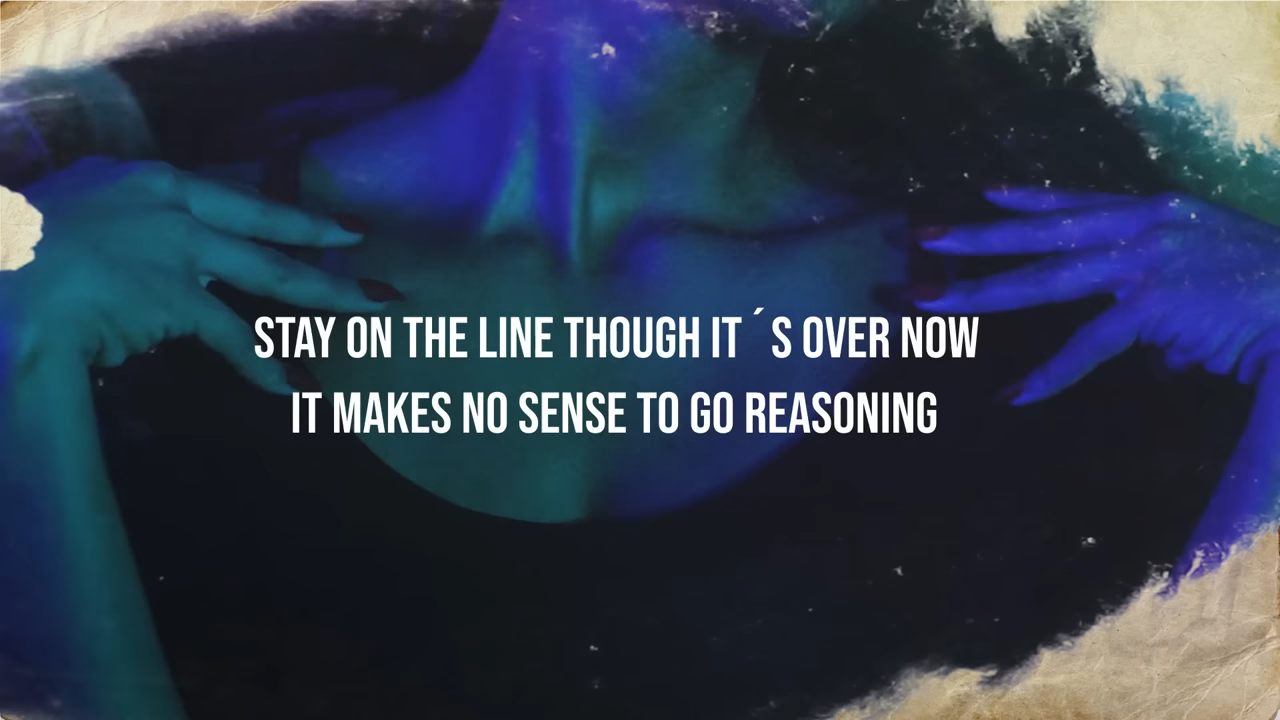 STAY ON THE LINE THOUGH IT ´S OVER NOW
IT MAKES NO SENSE TO GO REASONING